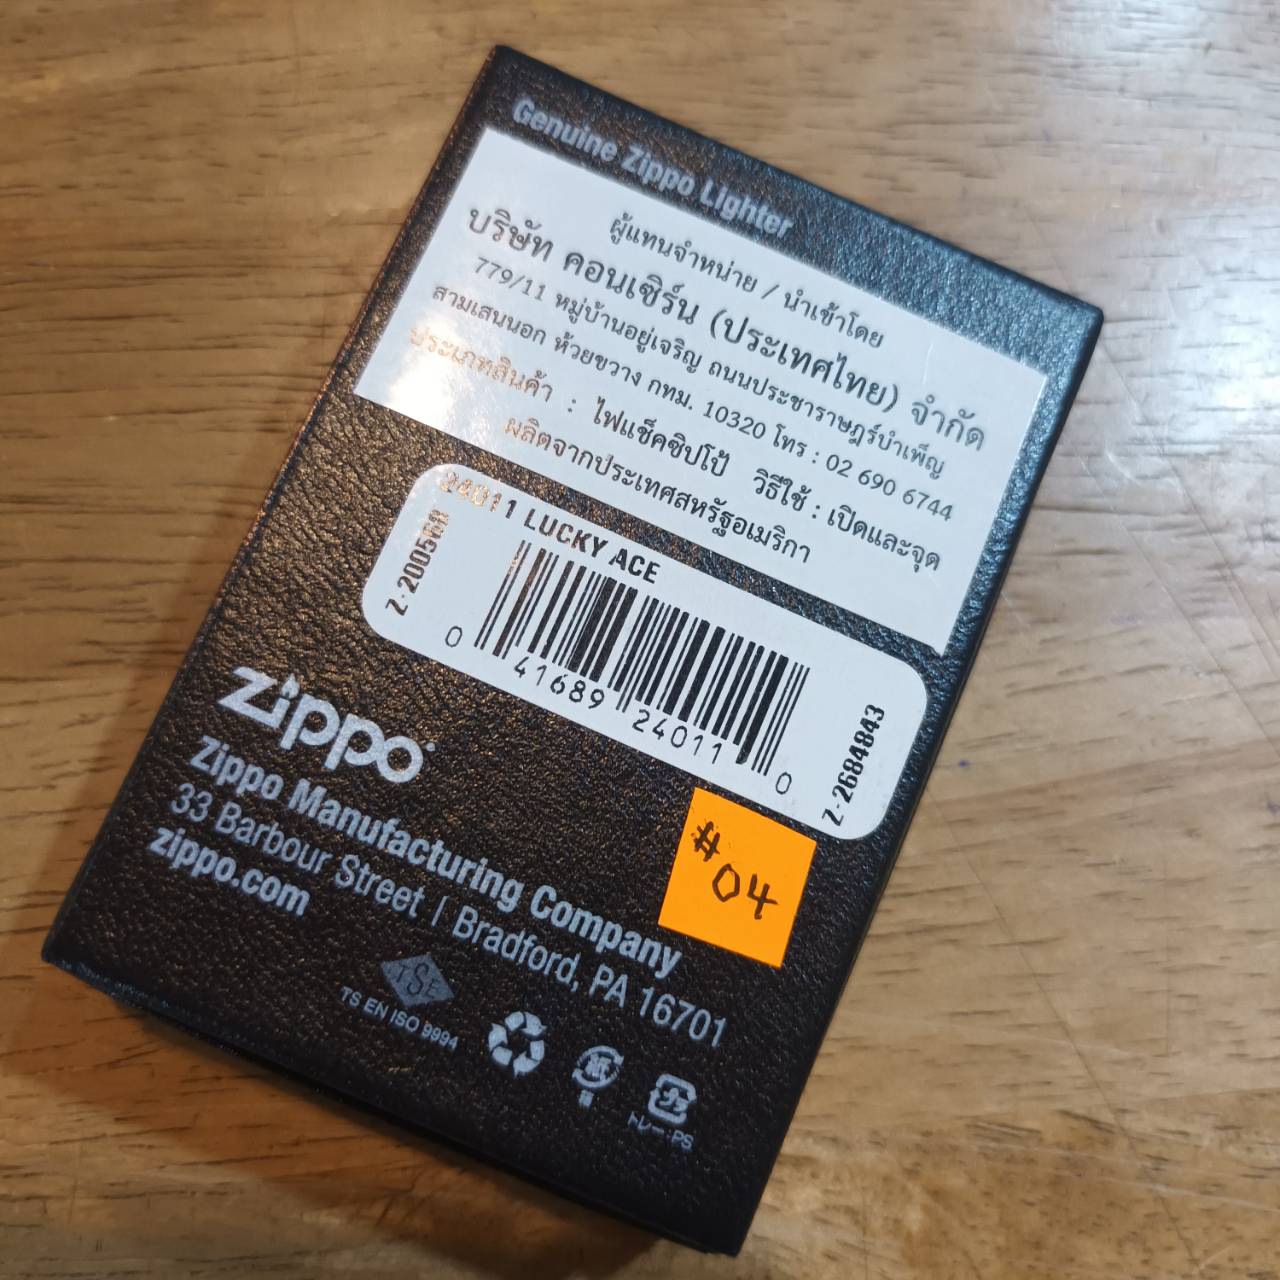 Genuine Zippo Lighter
ผู้แทนจำหน่าย / นำเข้าโดย
บริษัท คอนเซิร์น (ประเทศไทย) จำกัด
779/11 หมู่บ้านอยู่เจริญ ถนนประชาราษฎร์บำเพ็ญ
สามเสนนอก ห้วยขวาง กทม. 10320 โทร : 02 690 6744
ประเภทสินค้า : ไฟแช็คซิปโป้ วิธีใช้ : เปิดและจุด
ผลิตจากประเทศสหรัฐอเมริกา
24011 LUCKY ACE
Z-200568
0 41689 24011 0
Z-2684843
Zippo
#04
Zippo Manufacturing Company
33 Barbour Street | Bradford, PA 16701
zippo.com
TSE
TS EN ISO 9994
紙
プラ
トレー:PS